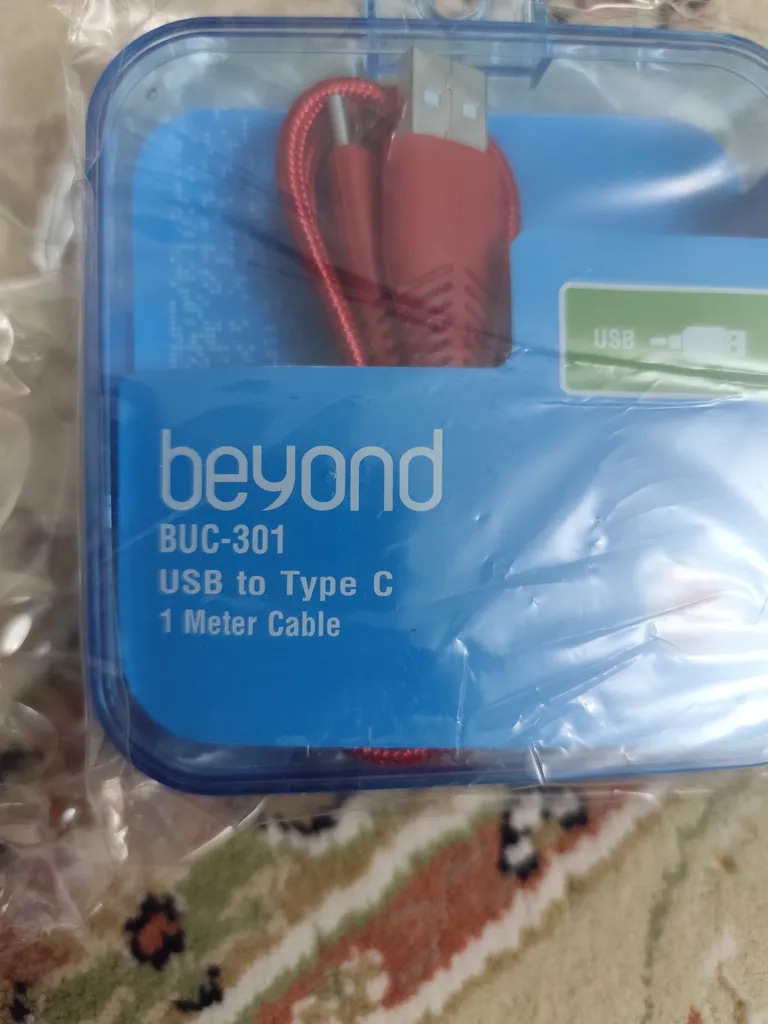 USB
beyond
BUC-301
USB to Type C
1 Meter Cable